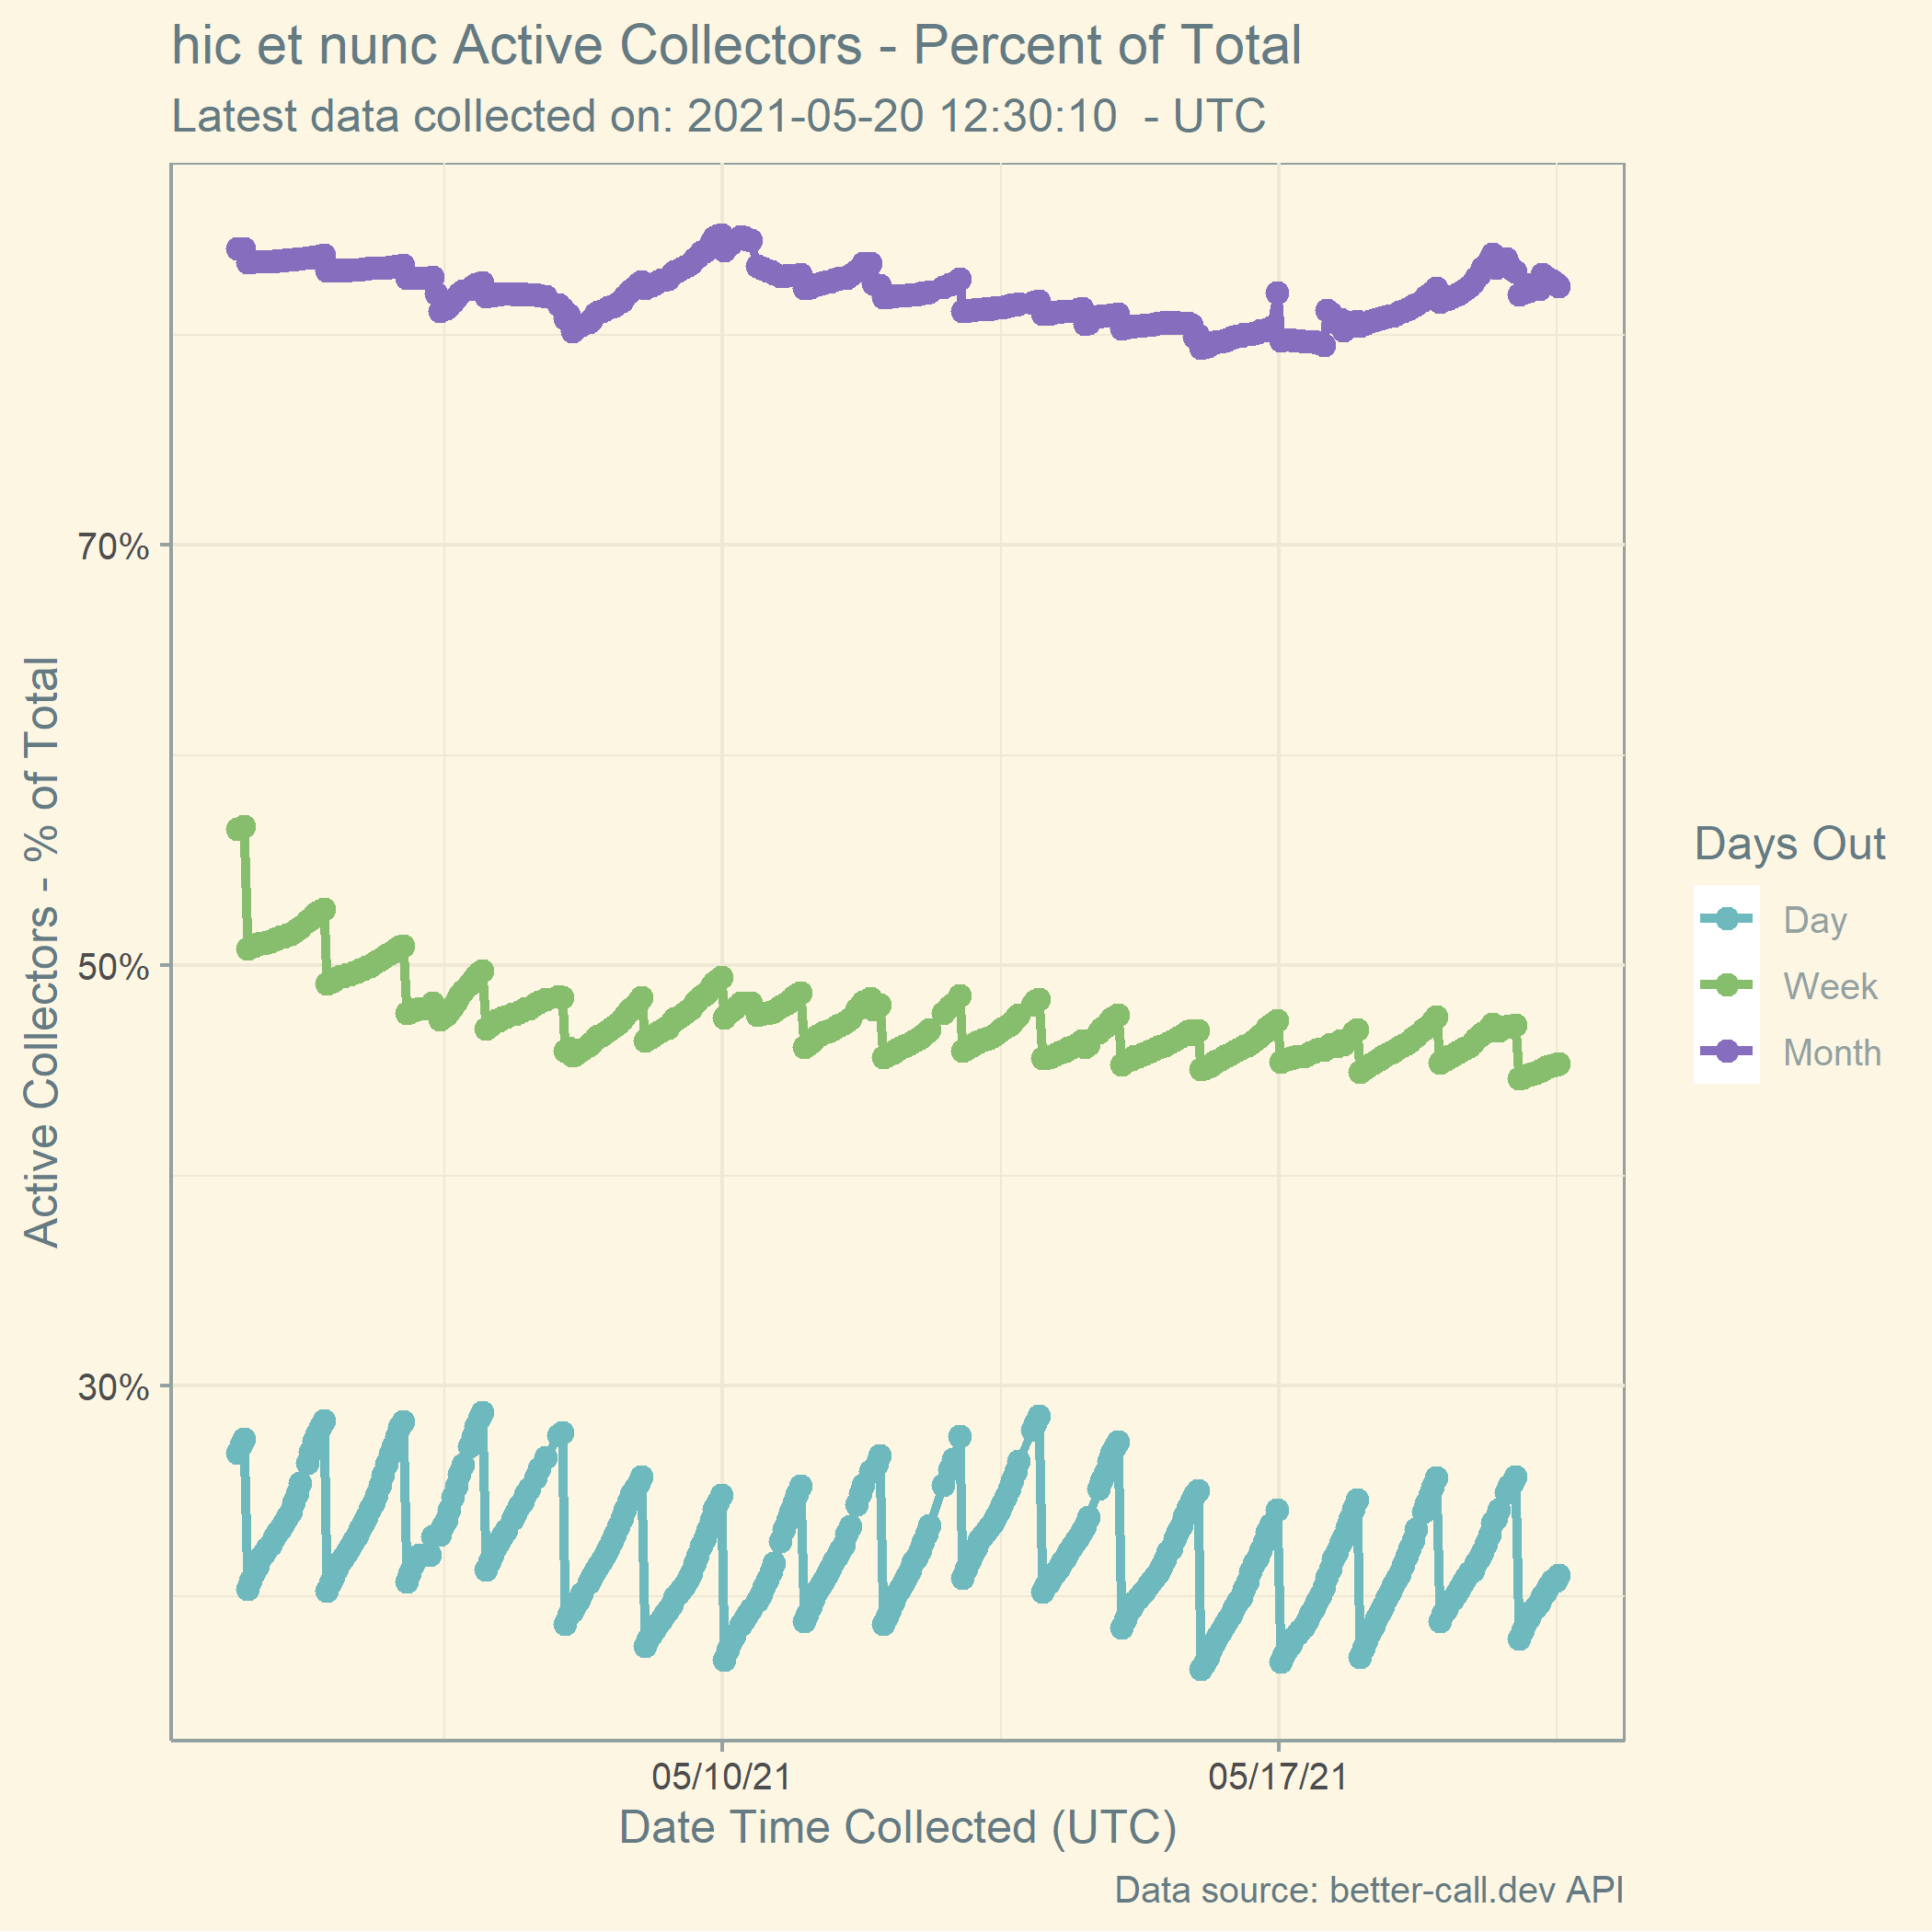 hic et nunc Active Collectors - Percent of Total
Latest data collected on: 2021-05-20 12:30:10  - UTC
Active Collectors - % of Total
70%
50%
30%
05/10/21
05/17/21
Date Time Collected (UTC)
Days Out
Day
Week
Month
Data source: better-call.dev API